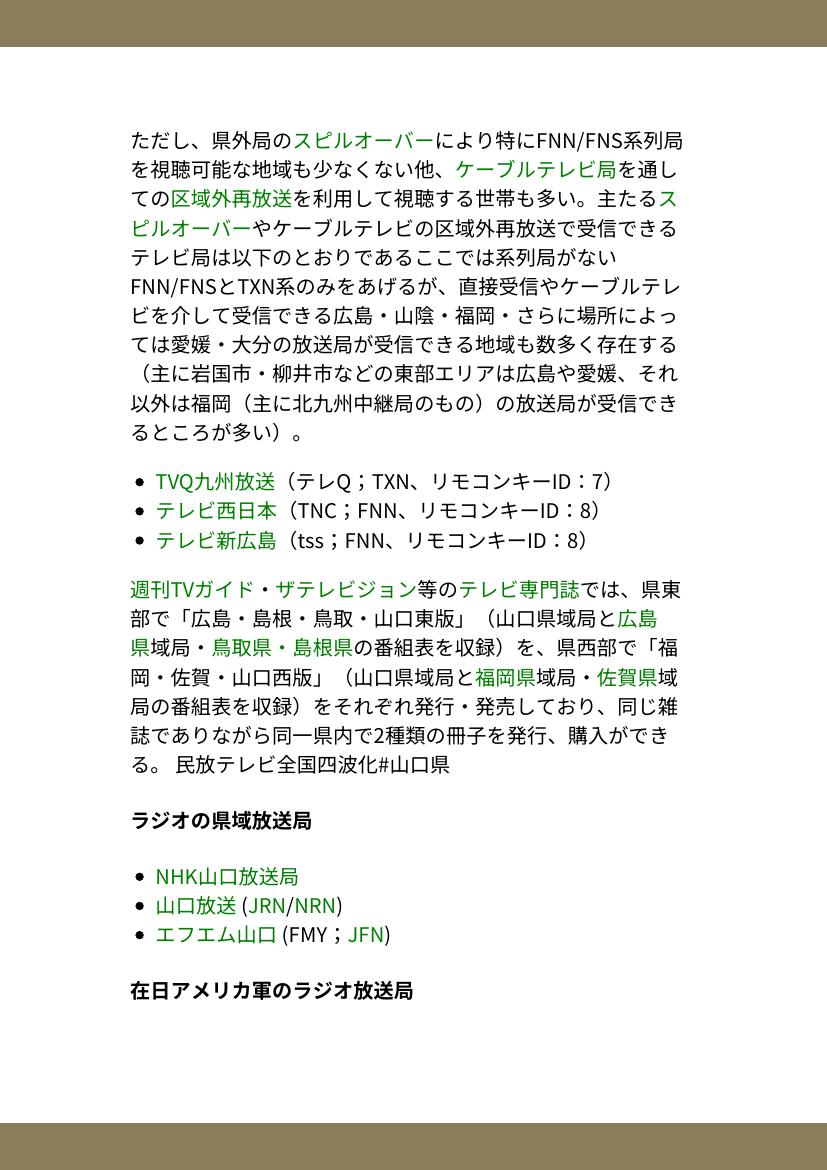 ただし、県外局のスピルオーバーにより特にFNN/FNS系列局
を視聴可能な地域も少なくない他、ケーブルテレビ局を通し
ての区域外再放送を利用して視聴する世帯も多い。主たるス
ピルオーバーやケーブルテレビの区域外再放送で受信できる
テレビ局は以下のとおりであるここでは系列局がない
FNN/FNSとTXN系のみをあげるが、直接受信やケーブルテレ
ビを介して受信できる広島・山陰・福岡・さらに場所によっ
ては愛媛・大分の放送局が受信できる地域も数多く存在する
（主に岩国市・柳井市などの東部エリアは広島や愛媛、それ
以外は福岡（主に北九州中継局のもの）の放送局が受信でき
るところが多い）。
• TVQ九州放送（テレQ；TXN、リモコンキーID：7）
• テレビ西日本（TNC；FNN、リモコンキーID：8）
• テレビ新広島（tss；FNN、リモコンキーID：8）
週刊TVガイド・ザテレビジョン等のテレビ専門誌では、県東
部で「広島・島根・鳥取・山口東版」（山口県域局と広島
県域局・鳥取県・島根県の番組表を収録）を、県西部で「福
岡・佐賀・山口西版」（山口県域局と福岡県域局・佐賀県域
局の番組表を収録）をそれぞれ発行・発売しており、同じ雑
誌でありながら同一県内で2種類の冊子を発行、購入ができ
る。 民放テレビ全国四波化#山口県
ラジオの県域放送局
• NHK山口放送局
• 山口放送 (JRN/NRN)
• エフエム山口 (FMY；JFN)
在日アメリカ軍のラジオ放送局